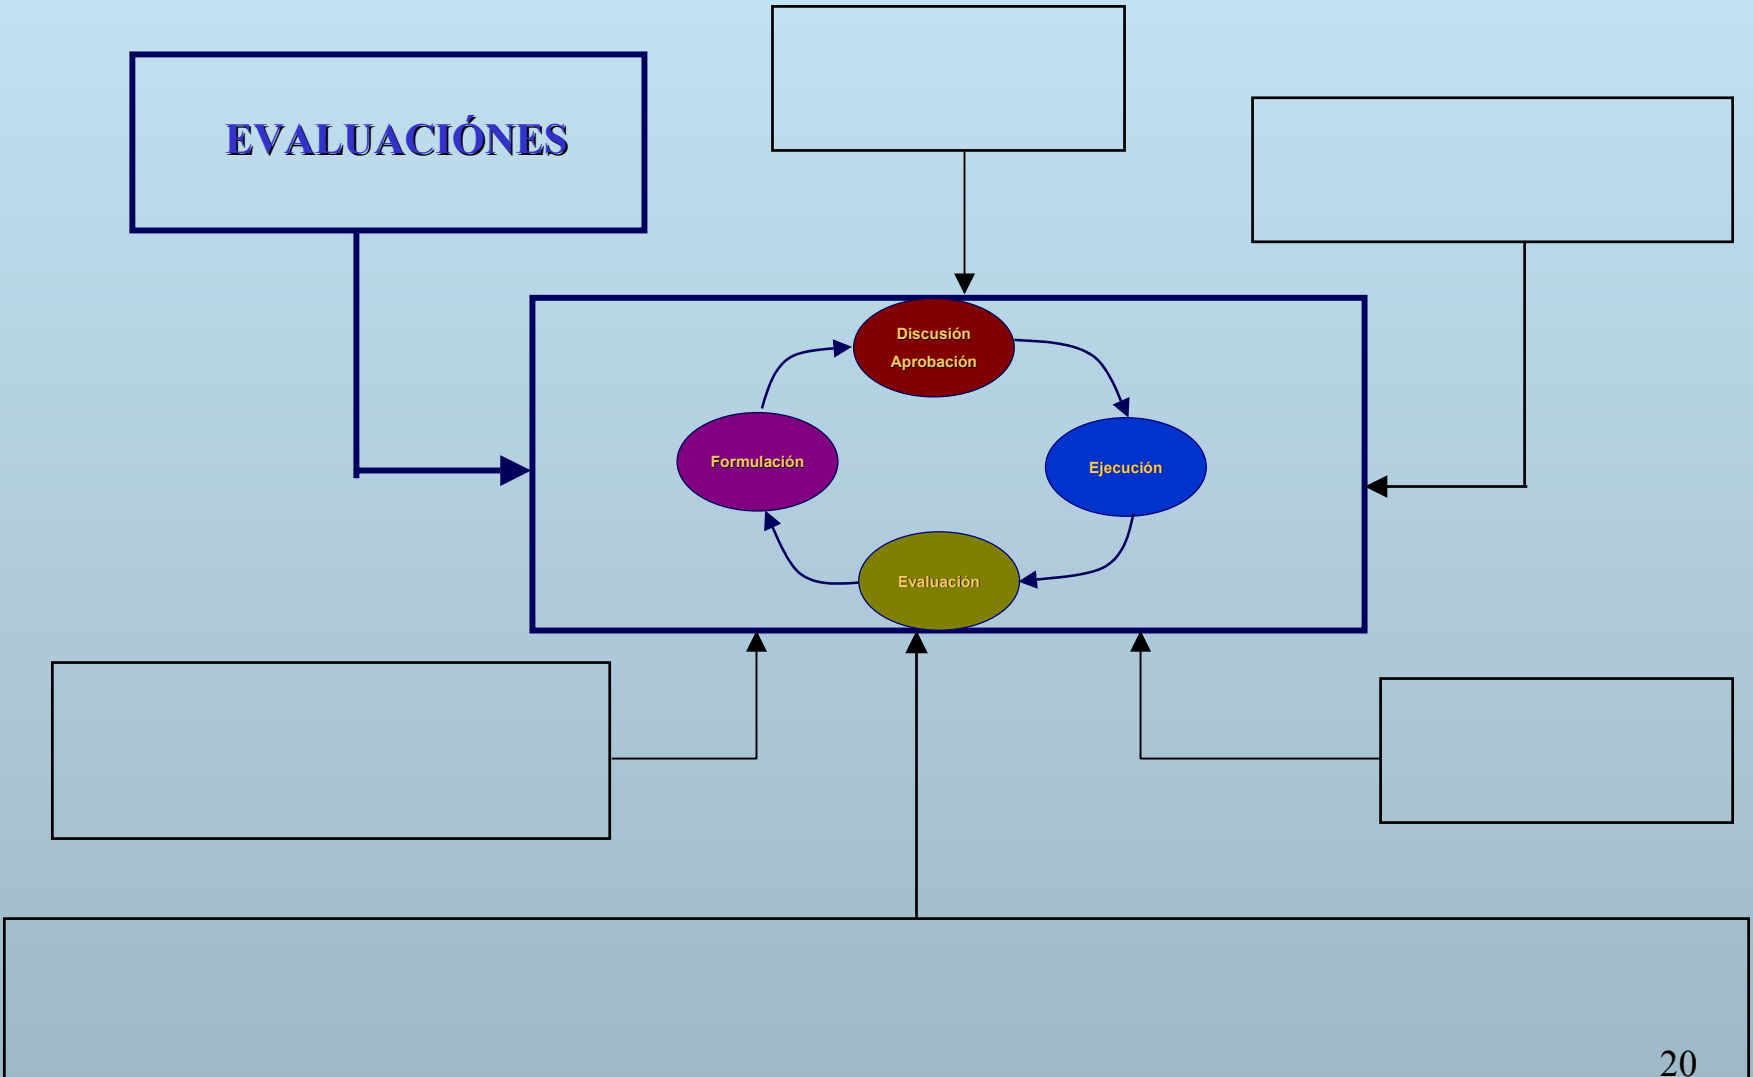 EVALUACIÓNES
Discusión
Aprobación
Formulación
Ejecución
Evaluación
20